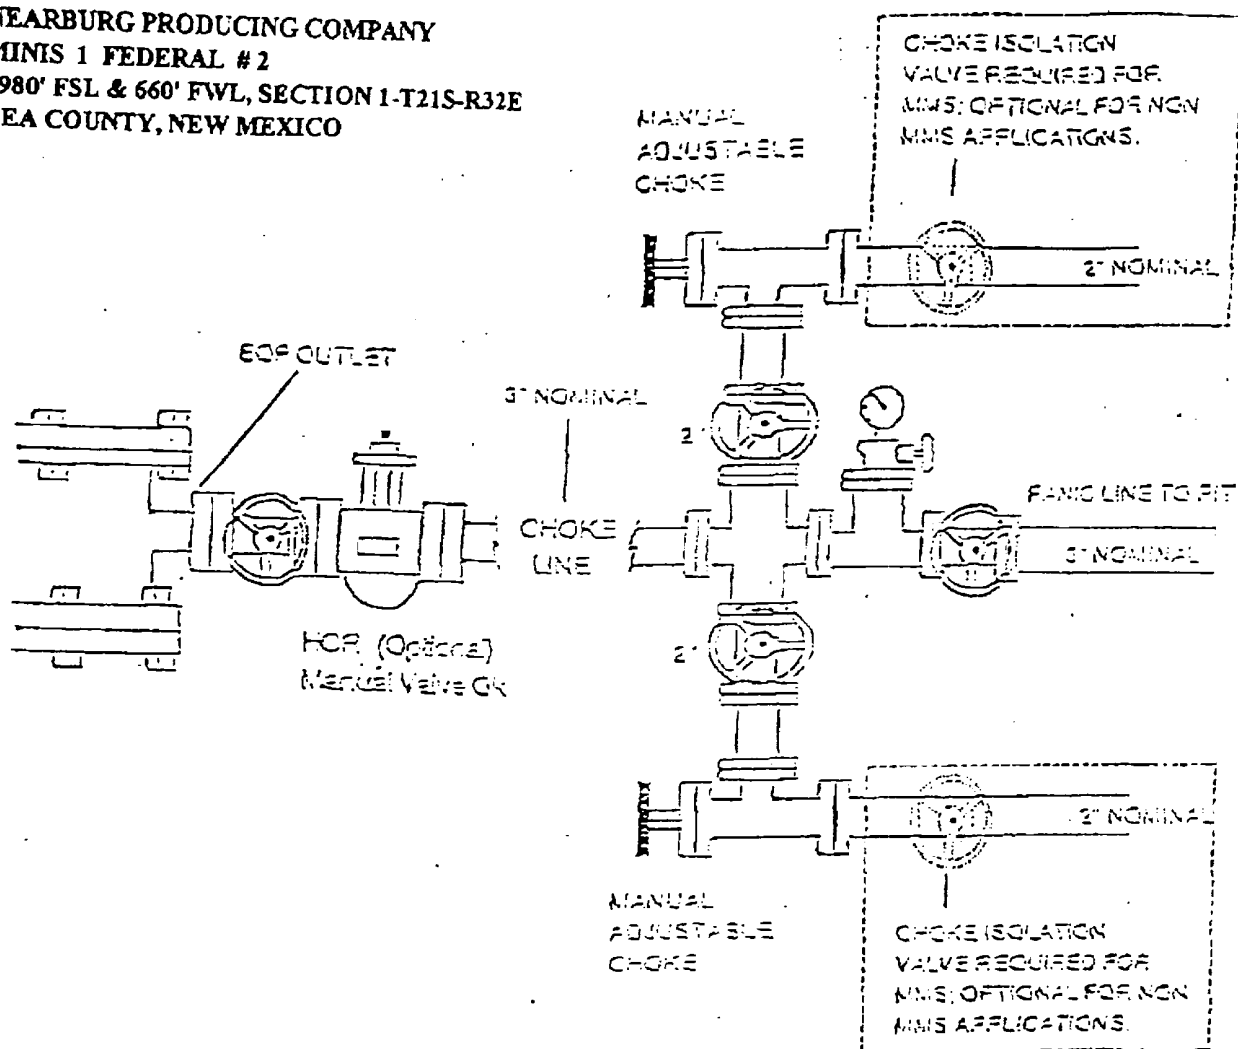 NEARBURG PRODUCING COMPANY
MINIS 1 FEDERAL # 2
980' FSL & 660' FWL, SECTION 1-T21S-R32E
EA COUNTY, NEW MEXICO
CHOKE ISOLATION
VALVE REQUIRED FOR
MMS; OPTIONAL FOR NON
MMS APPLICATIONS.
MANUAL
ADJUSTABLE
CHOKE
2" NOMINAL
BOP OUTLET
3" NOMINAL
2"
PANIC LINE TO PIT
CHOKE
LINE
3" NOMINAL
HCR (Optional)
Manual Valve OK
2"
2" NOMINAL
MANUAL
ADJUSTABLE
CHOKE
CHOKE ISOLATION
VALVE REQUIRED FOR
MMS; OPTIONAL FOR NON
MMS APPLICATIONS.